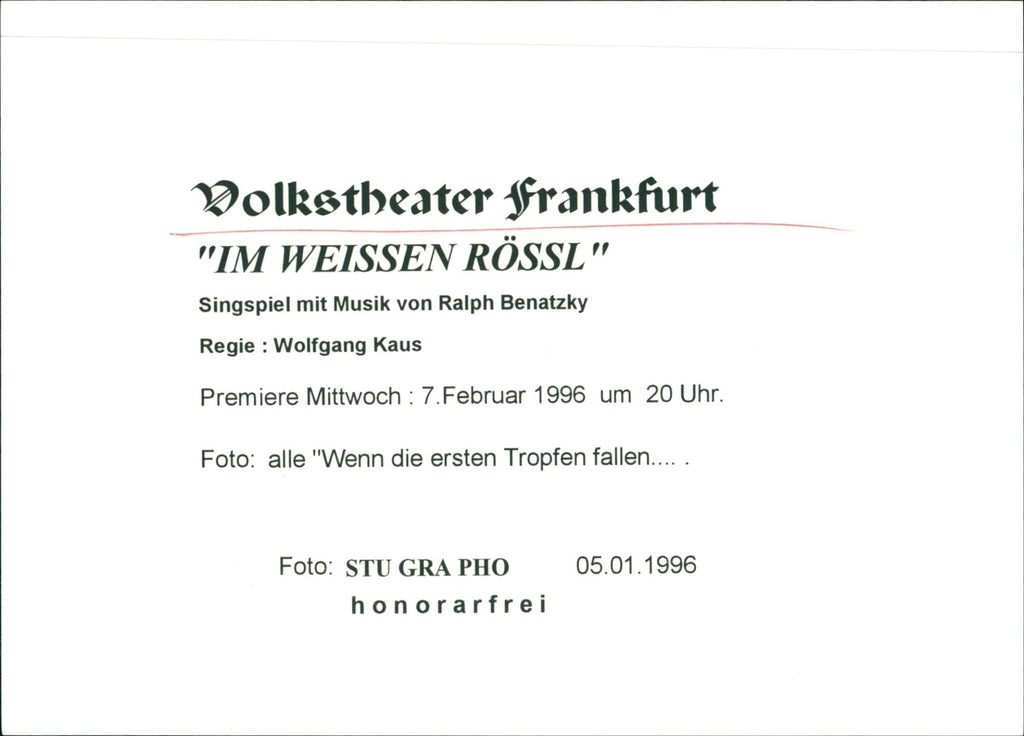 Volkstheater Frankfurt
"IM WEISSEN RÖSSL"
Singspiel mit Musik von Ralph Benatzky
Regie : Wolfgang Kaus
Premiere Mittwoch : 7.Februar 1996 um 20 Uhr.
Foto: alle "Wenn die ersten Tropfen fallen.... .
Foto: STU GRA PHO 05.01.1996
honorarfrei